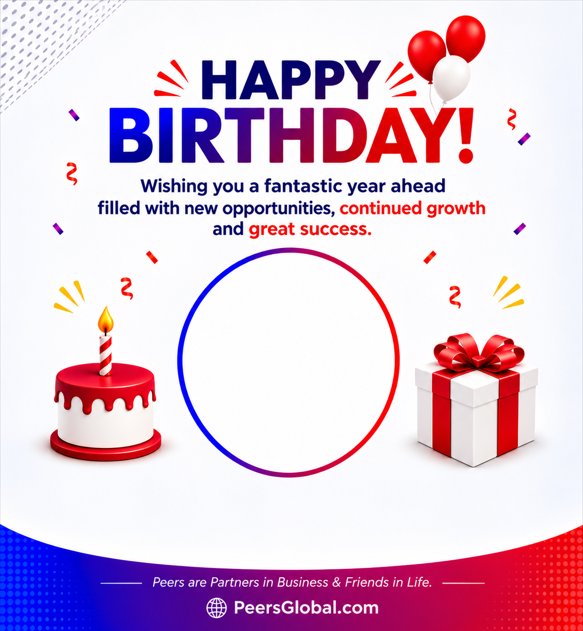 HAPPY
BIRTHDAY!
Wishing you a fantastic year ahead
filled with new opportunities, continued growth
and great success.
Peers are Partners in Business & Friends in Life.
PeersGlobal.com